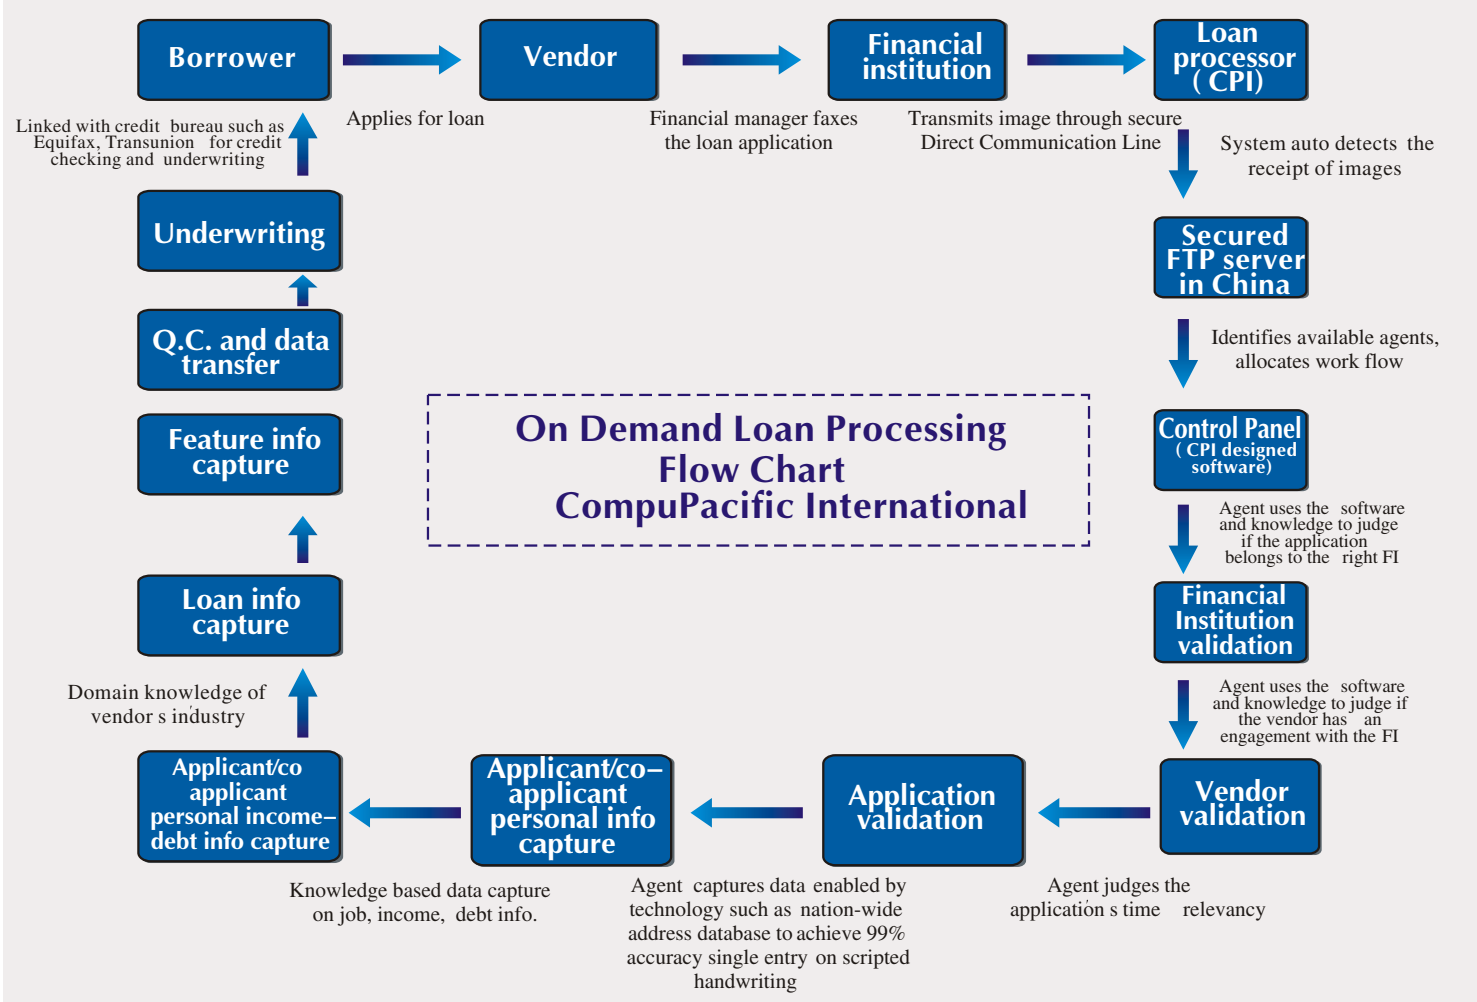 Borrower
Vendor
Financial
institution
Loan
processor
( CPI)
Applies for loan
Financial manager faxes
the loan application
Transmits image through secure
Direct Communication Line
System auto detects the
receipt of images
Secured
FTP server
in China
Identifies available agents,
allocates work flow
Control Panel
( CPI designed
software)
Agent uses the software
and knowledge to judge
if the application
belongs to the right FI
Financial
Institution
validation
Agent uses the software
and knowledge to judge if
the vendor has an
engagement with the FI
Vendor
validation
Agent judges the
application's time relevancy
Application
validation
Agent captures data enabled by
technology such as nation-wide
address database to achieve 99%
accuracy single entry on scripted
handwriting
Applicant/co–
applicant
personal info
capture
Knowledge based data capture
on job, income, debt info.
Applicant/co
applicant
personal income–
debt info capture
Domain knowledge of
vendor's industry
Loan info
capture
Feature info
capture
Q.C. and data
transfer
Underwriting
Linked with credit bureau such as
Equifax, Transunion for credit
checking and underwriting
On Demand Loan Processing
Flow Chart
CompuPacific International